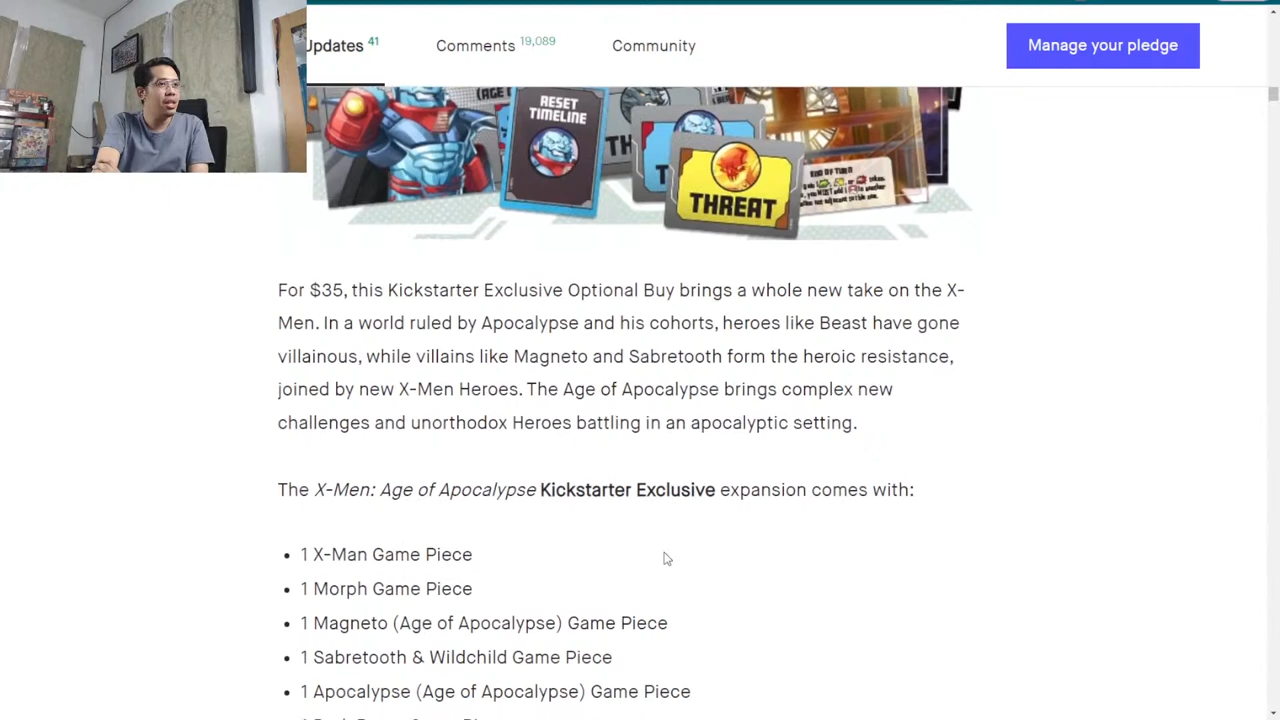 Updates 41
Comments 19,089
Community
Manage your pledge
RESET
TIMELINE
THREAT
END OF TURN
For $35, this Kickstarter Exclusive Optional Buy brings a whole new take on the X-
Men. In a world ruled by Apocalypse and his cohorts, heroes like Beast have gone
villainous, while villains like Magneto and Sabretooth form the heroic resistance,
joined by new X-Men Heroes. The Age of Apocalypse brings complex new
challenges and unorthodox Heroes battling in an apocalyptic setting.
The X-Men: Age of Apocalypse Kickstarter Exclusive expansion comes with:
• 1 X-Man Game Piece
• 1 Morph Game Piece
• 1 Magneto (Age of Apocalypse) Game Piece
• 1 Sabretooth & Wildchild Game Piece
• 1 Apocalypse (Age of Apocalypse) Game Piece